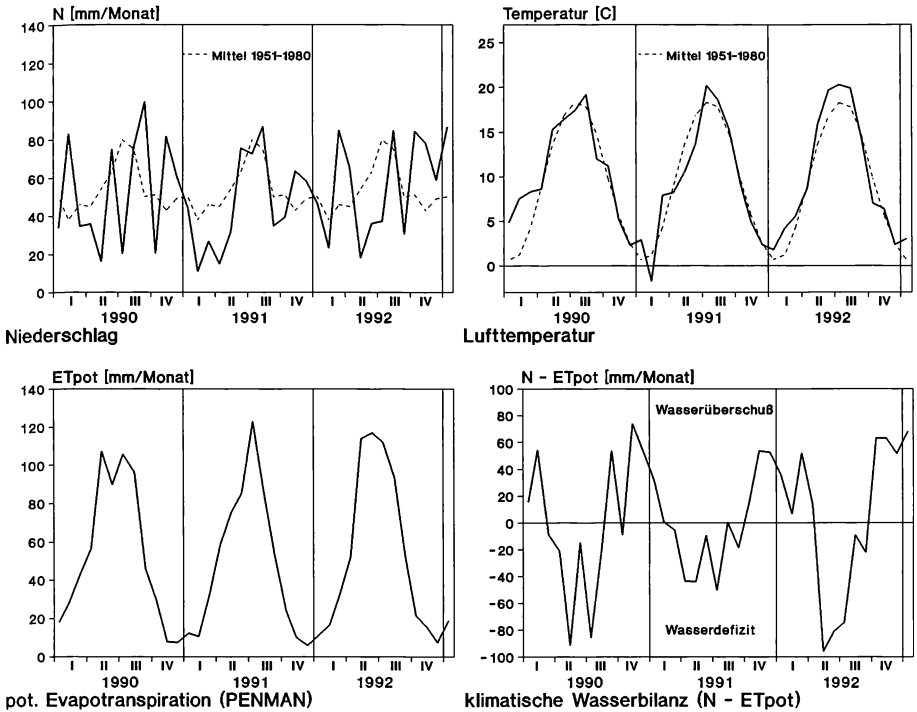 N [mm/Monat]
140
120
100
80
60
40
20
0
Mittel 1951-1980
I II III IV I II III IV I II III IV
1990 1991 1992
Niederschlag
Temperatur [C]
25
20
15
10
5
0
Mittel 1951-1980
I II III IV I II III IV I II III IV
1990 1991 1992
Lufttemperatur
ETpot [mm/Monat]
140
120
100
80
60
40
20
0
I II III IV I II III IV I II III IV
1990 1991 1992
pot. Evapotranspiration (PENMAN)
N - ETpot [mm/Monat]
100
80
60
40
20
0
-20
-40
-60
-80
-100
Wasserüberschuß
Wasserdefizit
I II III IV I II III IV I II III IV
1990 1991 1992
klimatische Wasserbilanz (N - ETpot)